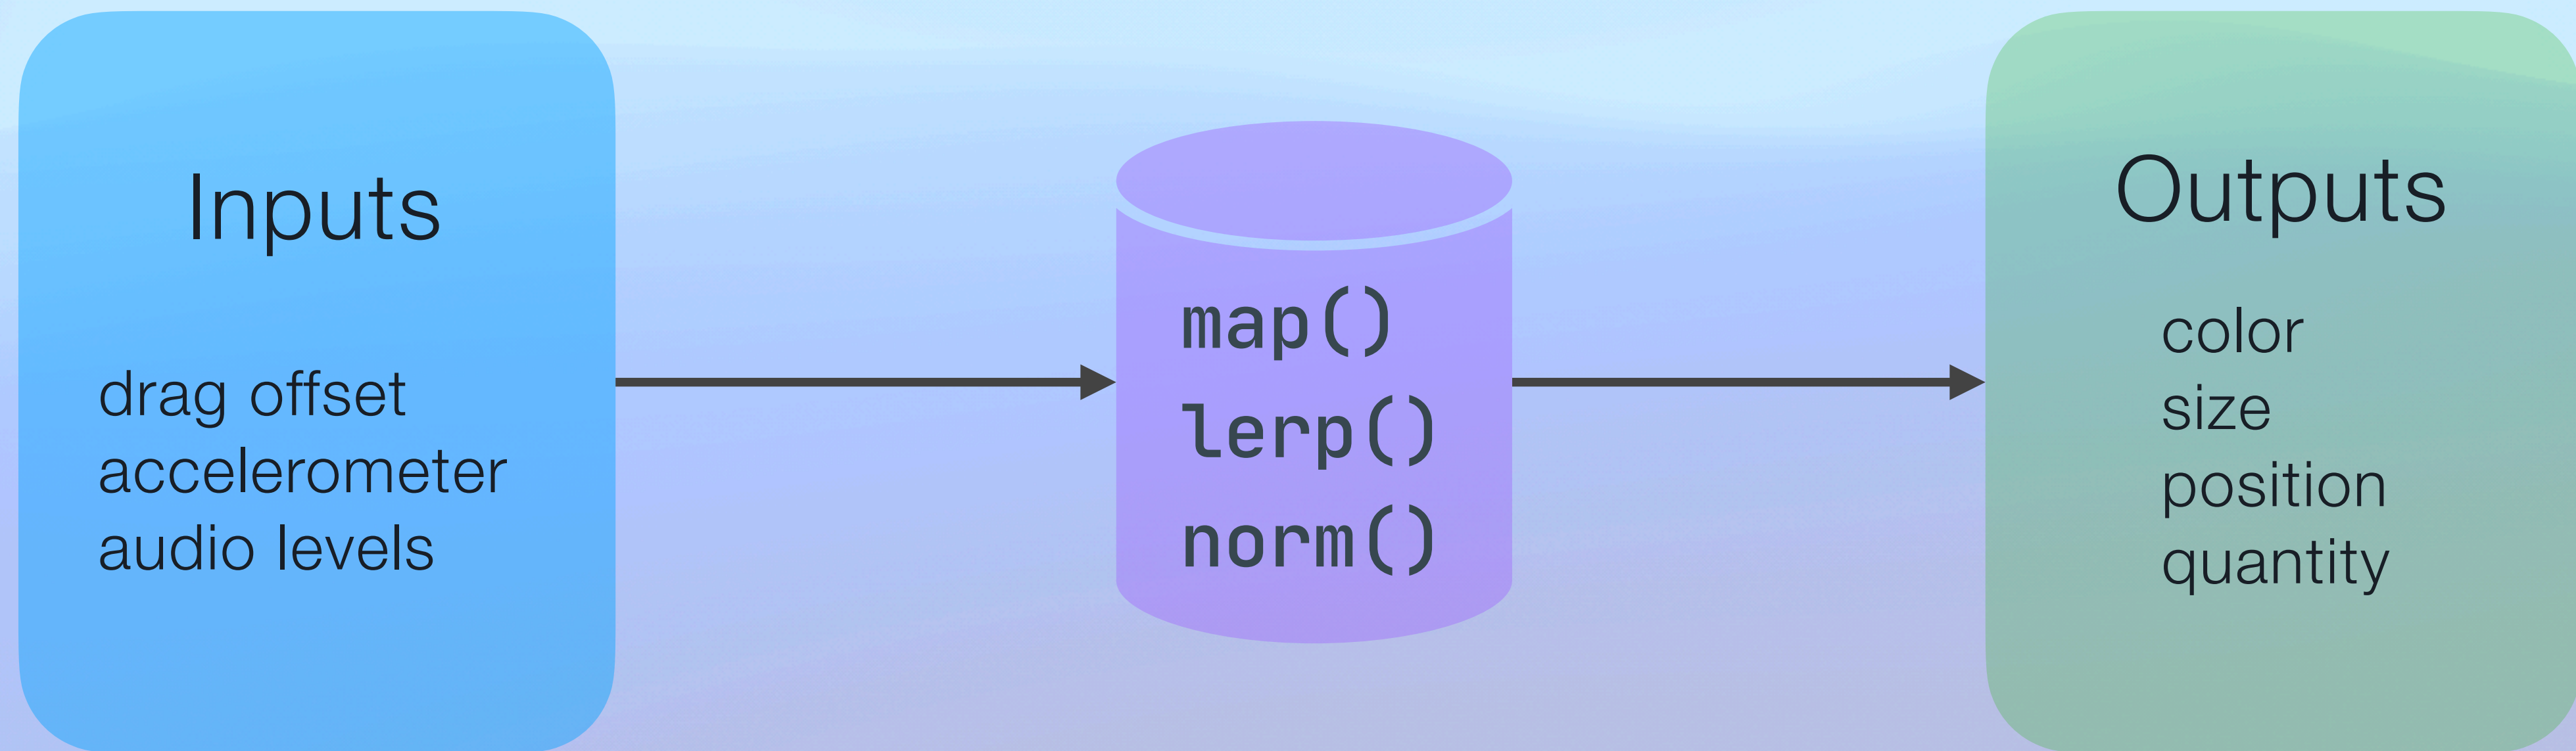 Inputs
drag offset
accelerometer
audio levels
map()
lerp()
norm()
Outputs
color
size
position
quantity